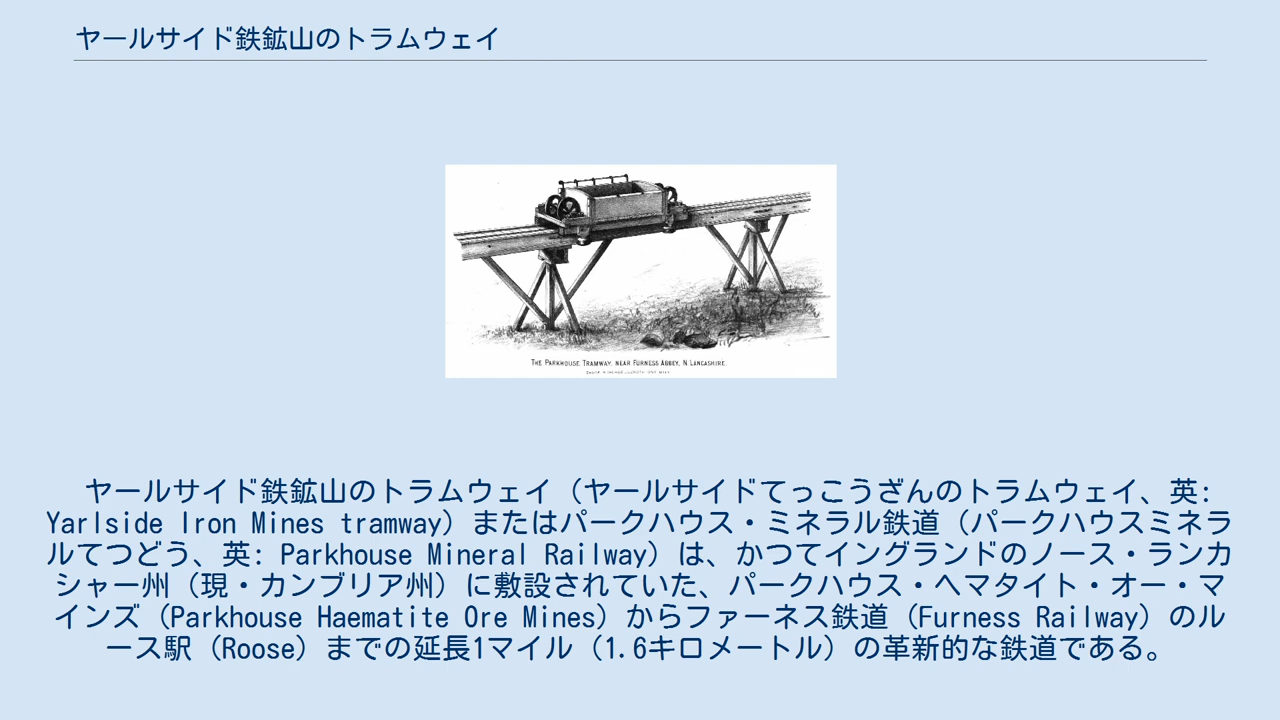 ヤールサイド鉄鉱山のトラムウェイ
THE PARKHOUSE TRAMWAY, NEAR FURNESS ABBEY, N LANCASHIRE.
ヤールサイド鉄鉱山のトラムウェイ（ヤールサイドてっこうざんのトラムウェイ、英:
Yarlside Iron Mines tramway）またはパークハウス・ミネラル鉄道（パークハウスミネラ
ルてつどう、英: Parkhouse Mineral Railway）は、かつてイングランドのノース・ランカ
シャー州（現・カンブリア州）に敷設されていた、パークハウス・ヘマタイト・オー・マ
インズ（Parkhouse Haematite Ore Mines）からファーネス鉄道（Furness Railway）のル
ース駅（Roose）までの延長1マイル（1.6キロメートル）の革新的な鉄道である。